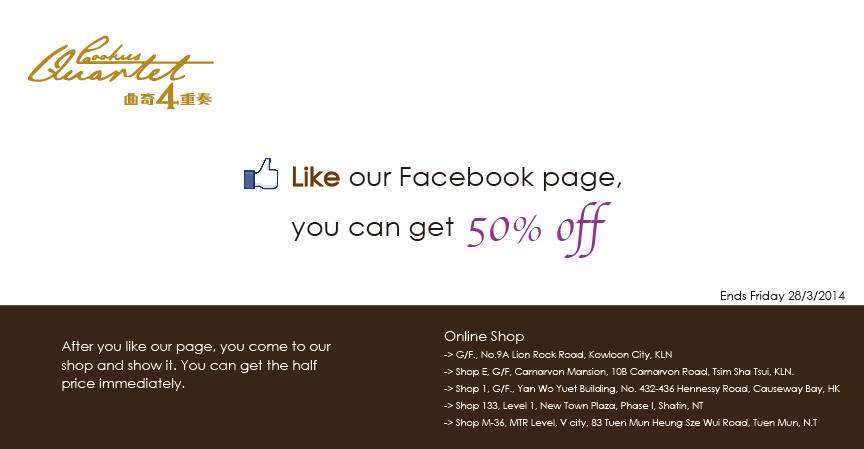 Cookies
Quartet
曲奇4重奏
Like our Facebook page,
you can get 50% off
Ends Friday 28/3/2014
After you like our page, you come to our
shop and show it. You can get the half
price immediately.
Online Shop
-> G/F., No.9A Lion Rock Road, Kowloon City, KLN
-> Shop E, G/F, Carnarvon Mansion, 10B Carnarvon Road, Tsim Sha Tsui, KLN.
-> Shop 1, G/F., Yan Wo Yuet Building, No. 432-436 Hennessy Road, Causeway Bay, HK
-> Shop 133, Level 1, New Town Plaza, Phase I, Shatin, NT
-> Shop M-36, MTR Level, V city, 83 Tuen Mun Heung Sze Wui Road, Tuen Mun, N.T